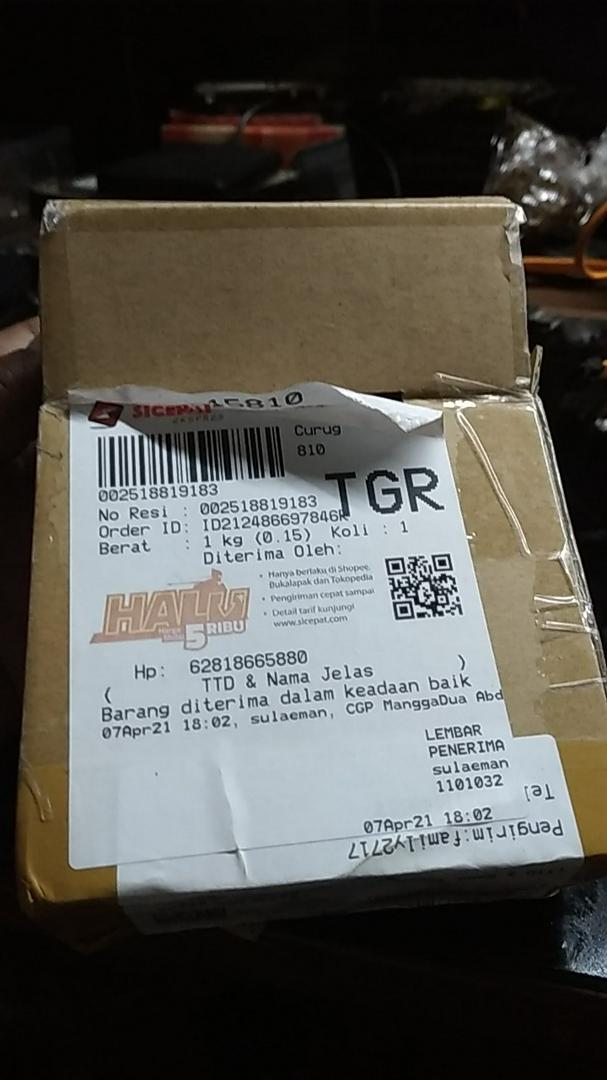 SICEPAT
EKSPRES
15810
Curug
810
002518819183
TGR
No Resi : 002518819183
Order ID: ID212486697846K
Berat : 1 kg (0.15) Koli : 1
Diterima Oleh:
• Hanya berlaku di Shopee,
Bukalapak dan Tokopedia
• Pengiriman cepat sampai
• Detail tarif kunjungi
www.sicepat.com
HALU
Harga
Mulai
5RIBU
Hp: 62818665880
( TTD & Nama Jelas )
Barang diterima dalam keadaan baik
07Apr21 18:02, sulaeman, CGP ManggaDua Abd
LEMBAR
PENERIMA
sulaeman
1101032
07Apr21 18:02
Tel
Pengirim:family2717